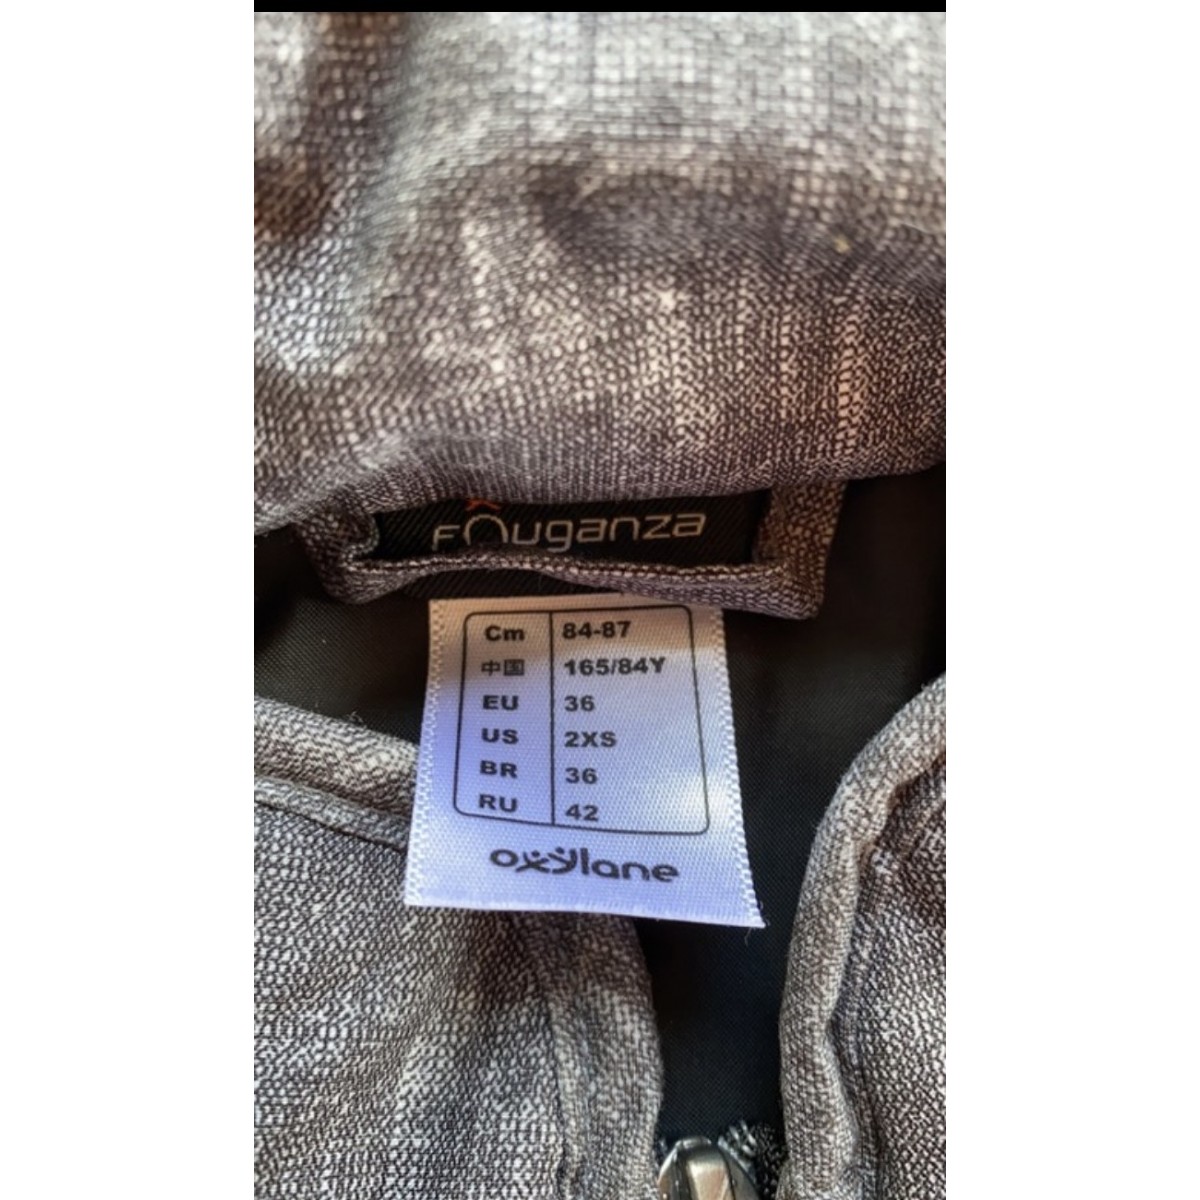 fouganza
Cm 84-87
中国 165/84Y
EU 36
US 2XS
BR 36
RU 42
oxylane